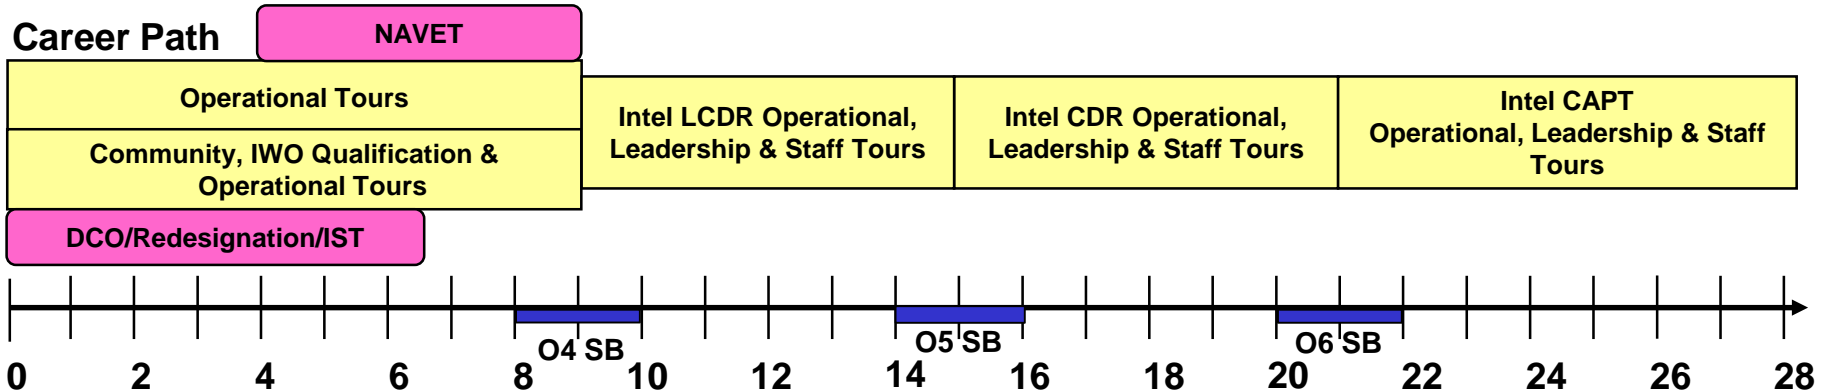 Career Path
NAVET
Operational Tours
Community, IWO Qualification &
Operational Tours
DCO/Redesignation/IST
Intel LCDR Operational,
Leadership & Staff Tours
Intel CDR Operational,
Leadership & Staff Tours
Intel CAPT
Operational, Leadership & Staff
Tours
O4 SB
O5 SB
O6 SB
0 2 4 6 8 10 12 14 16 18 20 22 24 26 28